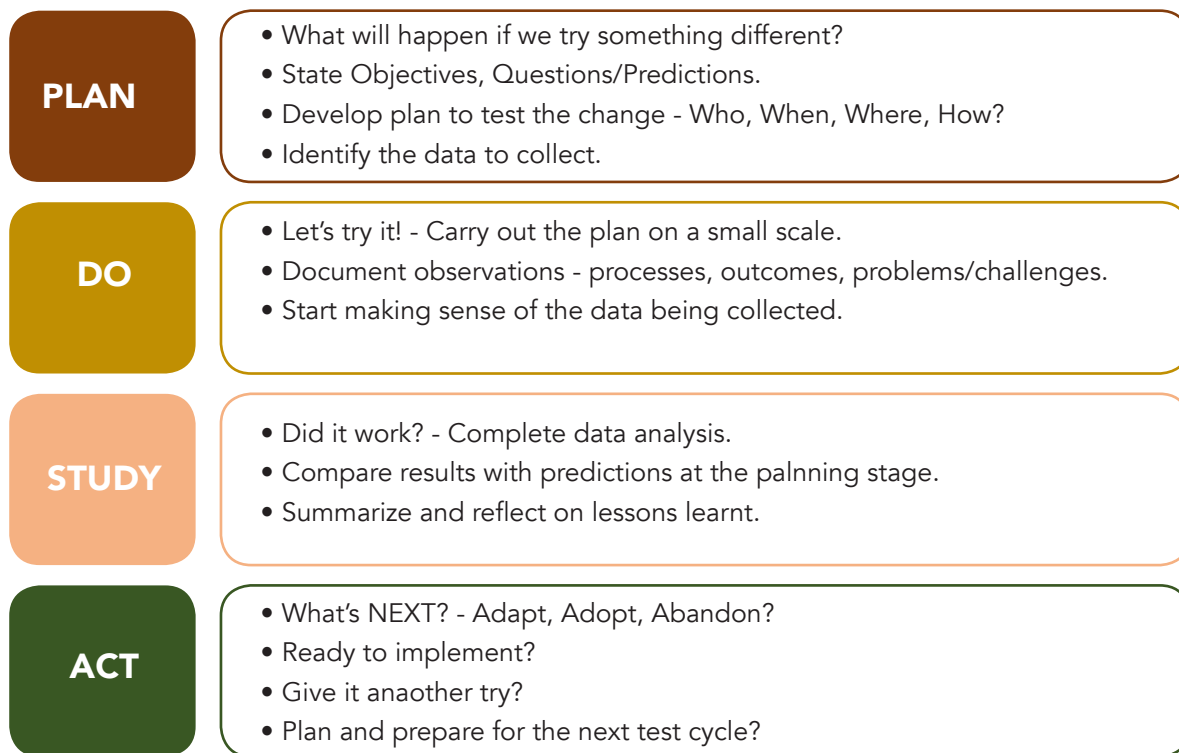 PLAN
• What will happen if we try something different?
• State Objectives, Questions/Predictions.
• Develop plan to test the change - Who, When, Where, How?
• Identify the data to collect.
DO
• Let’s try it! - Carry out the plan on a small scale.
• Document observations - processes, outcomes, problems/challenges.
• Start making sense of the data being collected.
STUDY
• Did it work? - Complete data analysis.
• Compare results with predictions at the palnning stage.
• Summarize and reflect on lessons learnt.
ACT
• What’s NEXT? - Adapt, Adopt, Abandon?
• Ready to implement?
• Give it anaother try?
• Plan and prepare for the next test cycle?